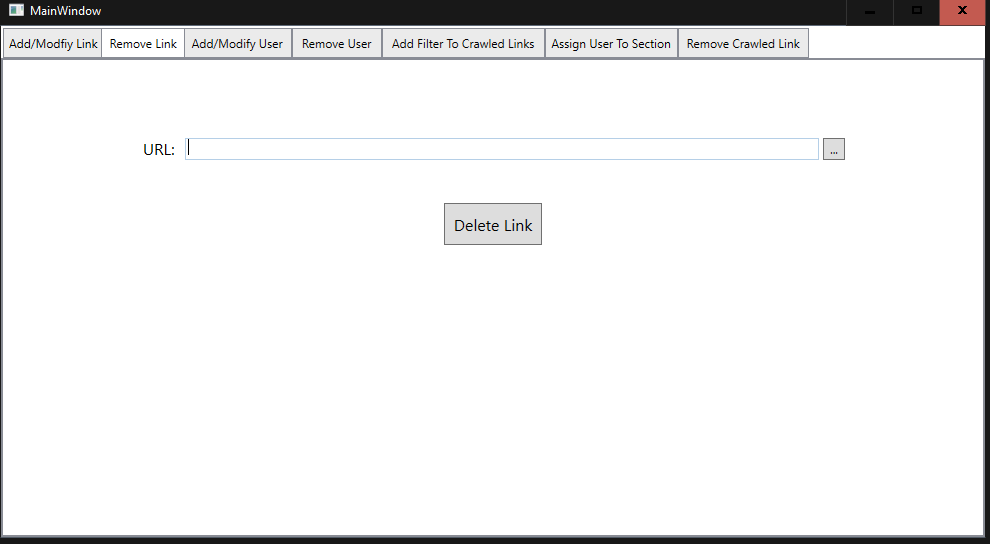 MainWindow
Add/Modfiy Link Remove Link Add/Modify User Remove User Add Filter To Crawled Links Assign User To Section Remove Crawled Link
URL: ...
Delete Link